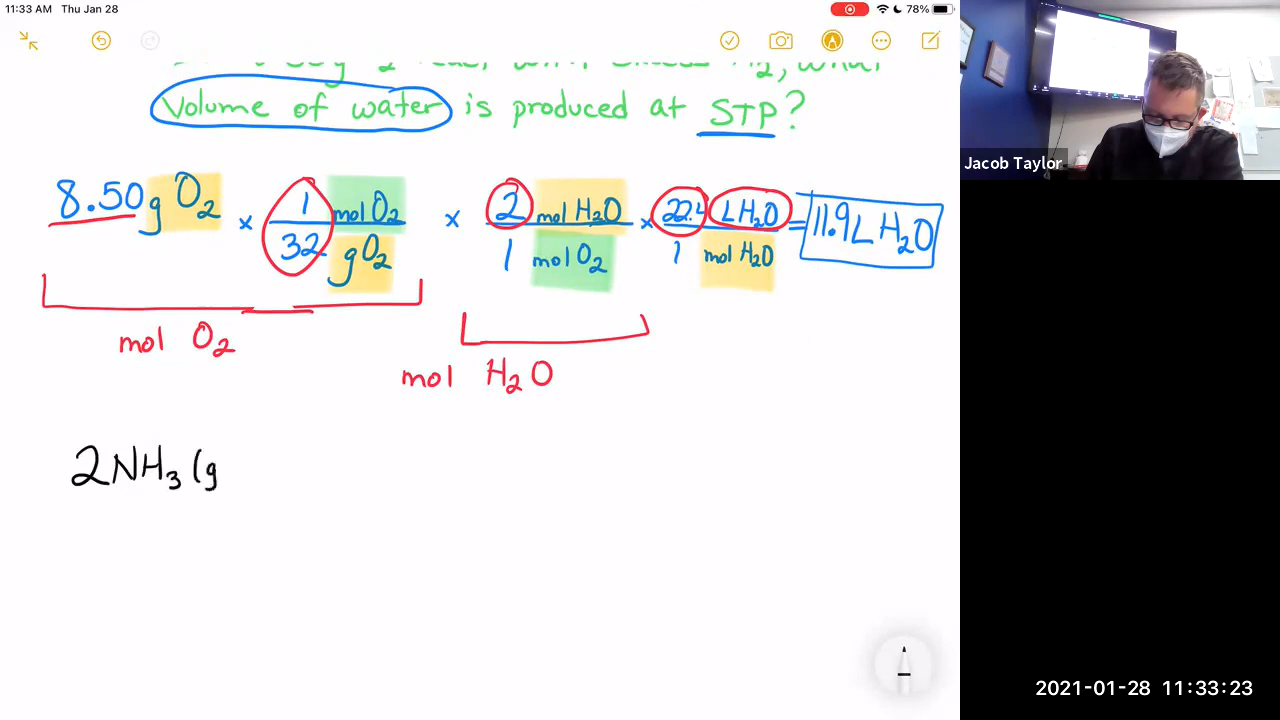 11:33 AM Thu Jan 28
78%
Volume of water is produced at STP?
8.50g O₂ × 1 mol O₂ / 32 g O₂ × 2 mol H₂O / 1 mol O₂ × 22.4 L H₂O / 1 mol H₂O = 11.9L H₂O
mol O₂
mol H₂O
2NH₃ (g
Jacob Taylor
2021-01-28 11:33:23